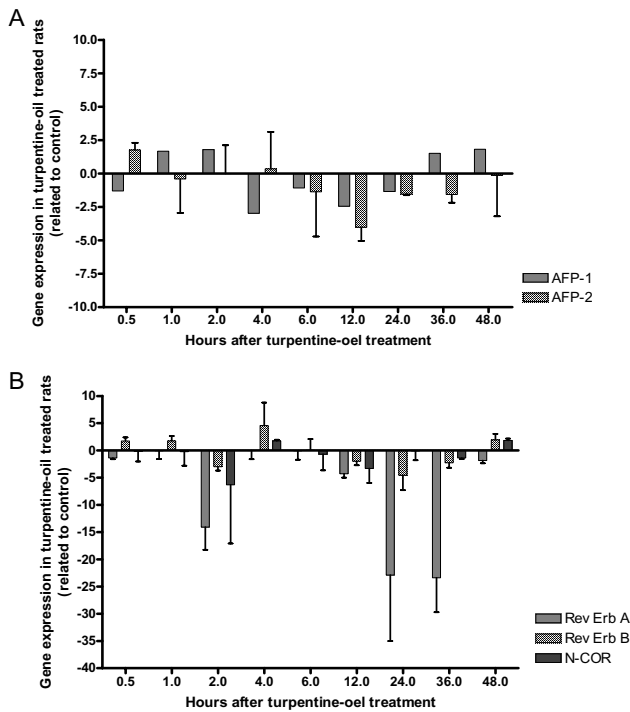 A
Gene expression in turpentine-oil treated rats
(related to control)
10.0
7.5
5.0
2.5
0.0
-2.5
-5.0
-7.5
-10.0
0.5 1.0 2.0 4.0 6.0 12.0 24.0 36.0 48.0
Hours after turpentine-oel treatment
AFP-1
AFP-2
B
Gene expression in turpentine-oil treated rats
(related to control)
10
5
0
-5
-10
-15
-20
-25
-30
-35
-40
0.5 1.0 2.0 4.0 6.0 12.0 24.0 36.0 48.0
Hours after turpentine-oel treatment
Rev Erb A
Rev Erb B
N-COR